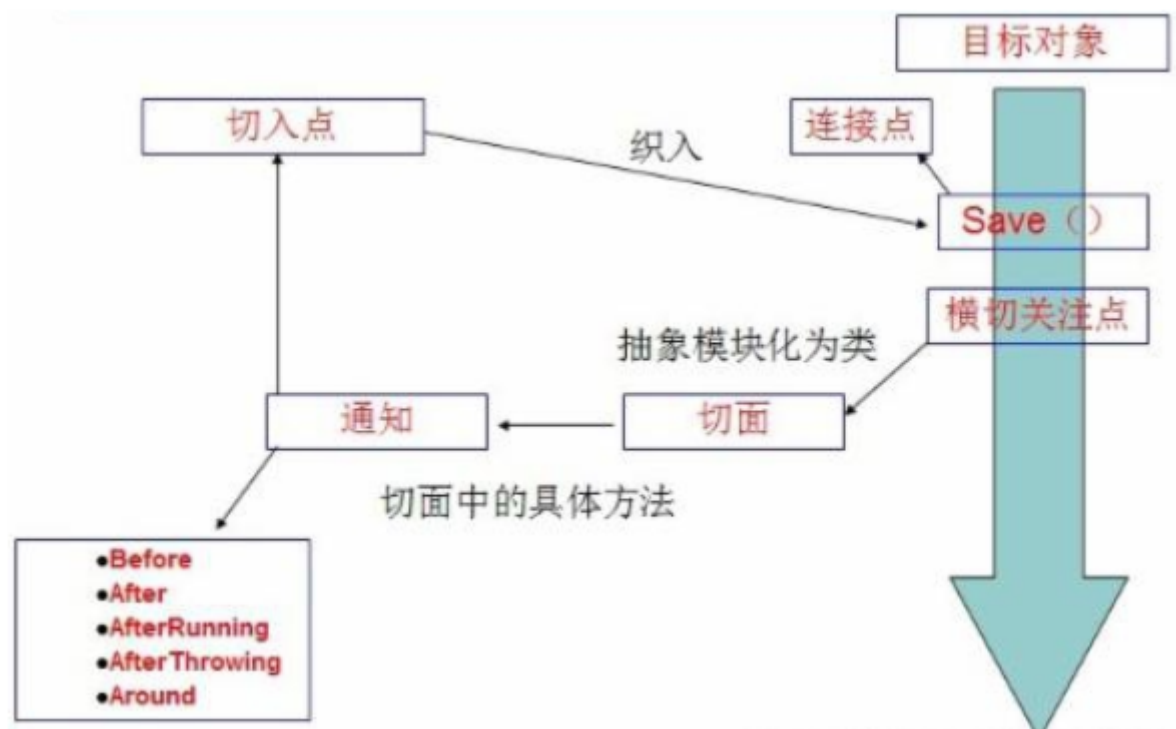 目标对象
切入点
连接点
织入
Save（）
横切关注点
抽象模块化为类
通知
切面
切面中的具体方法
●Before
●After
●AfterRunning
●AfterThrowing
●Around